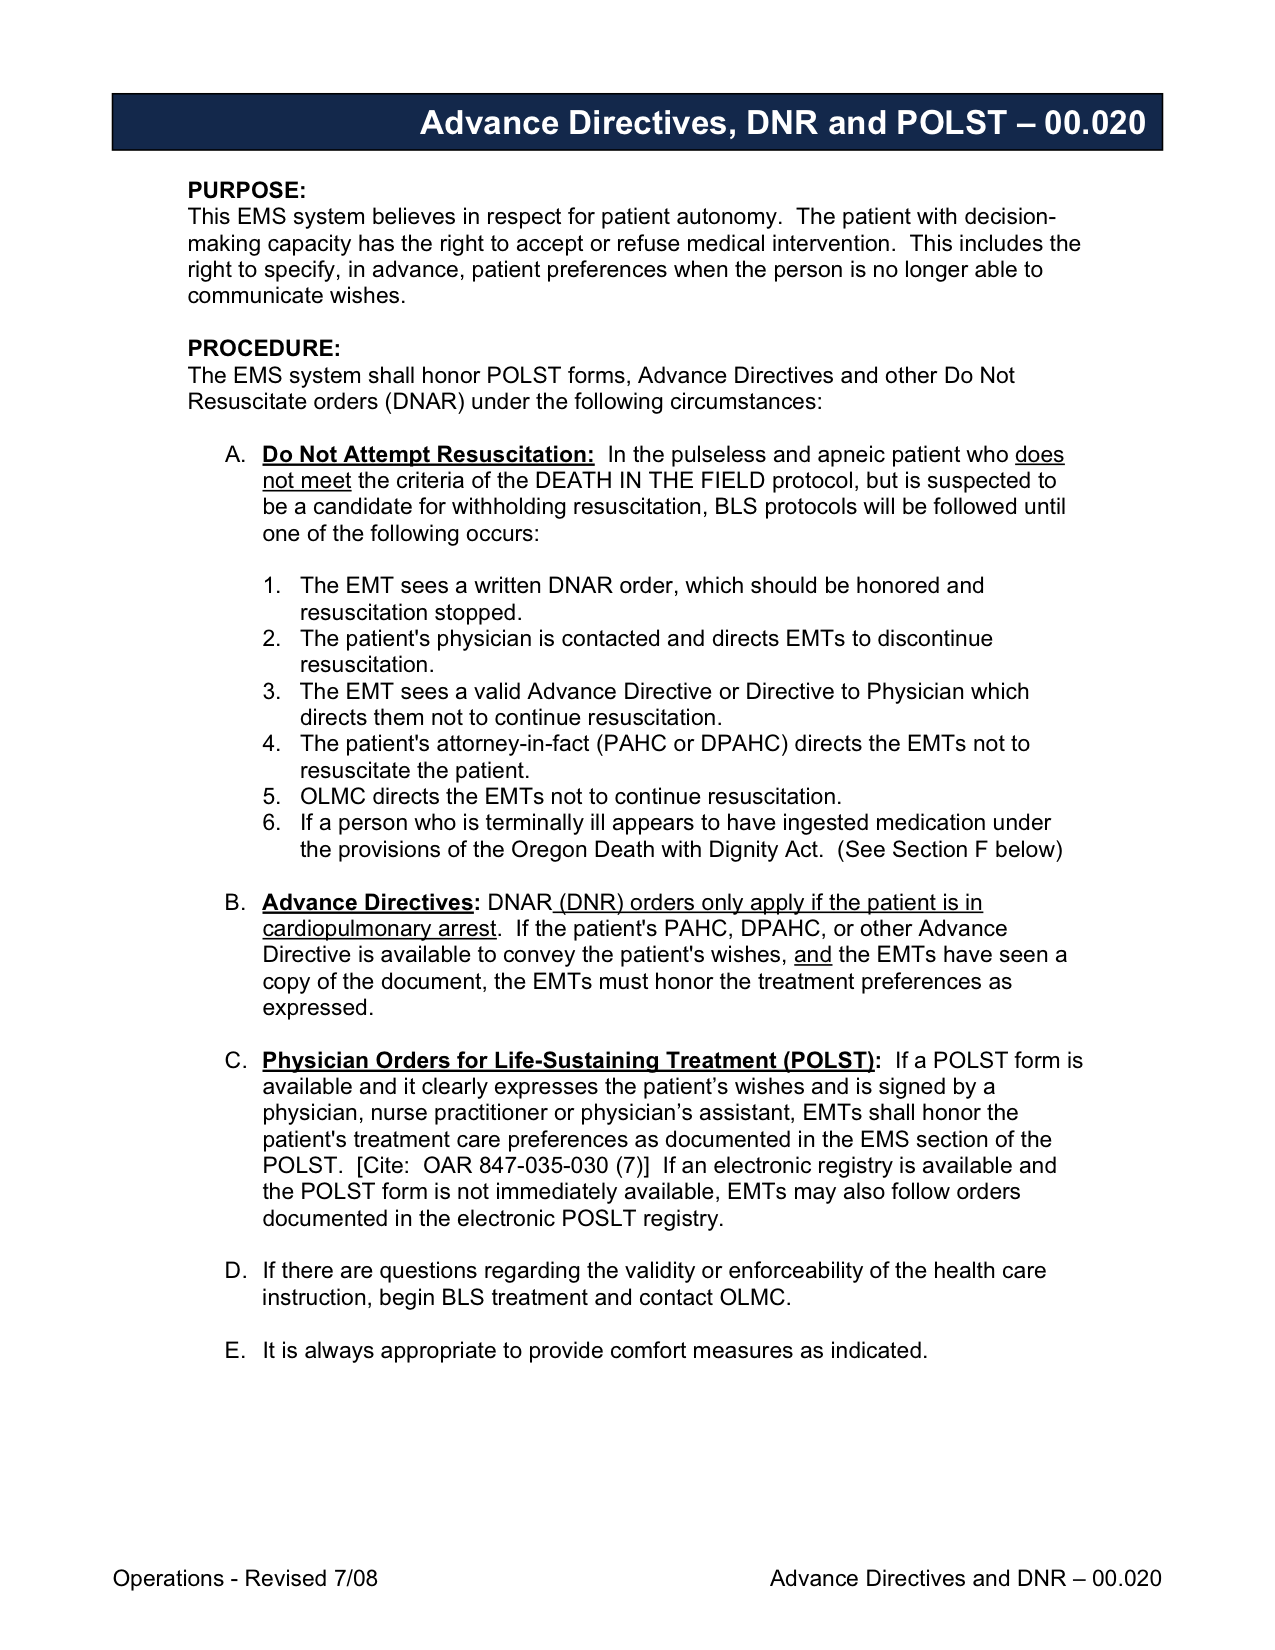 Advance Directives, DNR and POLST – 00.020
PURPOSE:
This EMS system believes in respect for patient autonomy.  The patient with decision-
making capacity has the right to accept or refuse medical intervention.  This includes the
right to specify, in advance, patient preferences when the person is no longer able to
communicate wishes.
PROCEDURE:
The EMS system shall honor POLST forms, Advance Directives and other Do Not
Resuscitate orders (DNAR) under the following circumstances:
A. Do Not Attempt Resuscitation:  In the pulseless and apneic patient who does
not meet the criteria of the DEATH IN THE FIELD protocol, but is suspected to
be a candidate for withholding resuscitation, BLS protocols will be followed until
one of the following occurs:
1. The EMT sees a written DNAR order, which should be honored and
resuscitation stopped.
2. The patient's physician is contacted and directs EMTs to discontinue
resuscitation.
3. The EMT sees a valid Advance Directive or Directive to Physician which
directs them not to continue resuscitation.
4. The patient's attorney-in-fact (PAHC or DPAHC) directs the EMTs not to
resuscitate the patient.
5. OLMC directs the EMTs not to continue resuscitation.
6. If a person who is terminally ill appears to have ingested medication under
the provisions of the Oregon Death with Dignity Act.  (See Section F below)
B. Advance Directives: DNAR (DNR) orders only apply if the patient is in
cardiopulmonary arrest.  If the patient's PAHC, DPAHC, or other Advance
Directive is available to convey the patient's wishes, and the EMTs have seen a
copy of the document, the EMTs must honor the treatment preferences as
expressed.
C. Physician Orders for Life-Sustaining Treatment (POLST):  If a POLST form is
available and it clearly expresses the patient’s wishes and is signed by a
physician, nurse practitioner or physician’s assistant, EMTs shall honor the
patient's treatment care preferences as documented in the EMS section of the
POLST.  [Cite:  OAR 847-035-030 (7)]  If an electronic registry is available and
the POLST form is not immediately available, EMTs may also follow orders
documented in the electronic POSLT registry.
D. If there are questions regarding the validity or enforceability of the health care
instruction, begin BLS treatment and contact OLMC.
E. It is always appropriate to provide comfort measures as indicated.
Operations - Revised 7/08
Advance Directives and DNR – 00.020